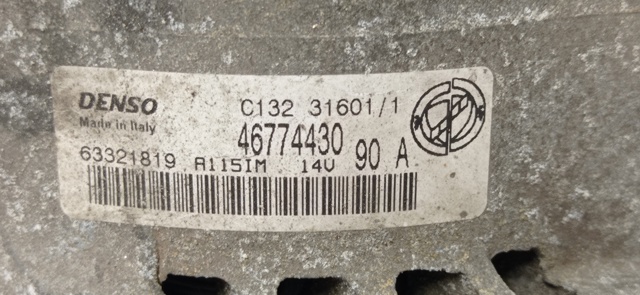 DENSO C132 31601/1
Made in Italy 46774430 90 A
63321819 A115IM 14V